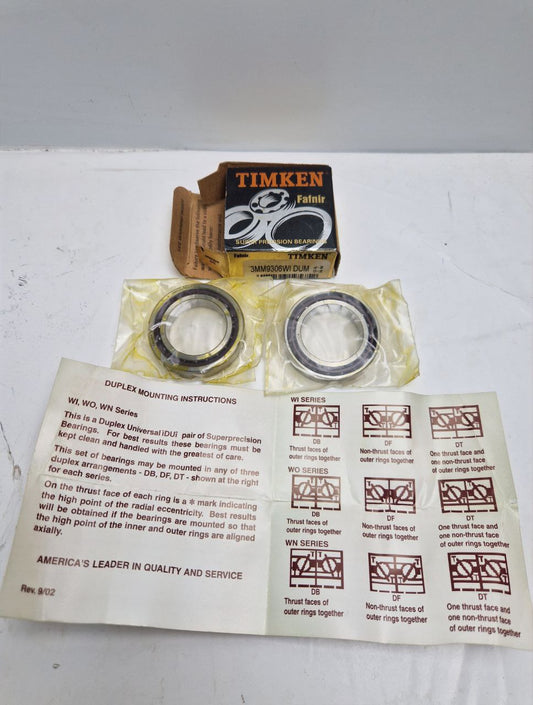 TIMKEN
Fafnir
SUPER PRECISION BEARINGS
Fafnir TIMKEN
3MM9306WI DUM
DUPLEX MOUNTING INSTRUCTIONS
WI, WO, WN Series
This is a Duplex Universal ìDUî pair of Superprecision
Bearings. For best results these bearings must be
kept clean and handled with the greatest of care.
This set of bearings may be mounted in any of three
duplex arrangements - DB, DF, DT - shown at the right
for each series.
On the thrust face of each ring is a * mark indicating
the high point of the radial eccentricity. Best results
will be obtained if the bearings are mounted so that
the high point of the inner and outer rings are aligned
axially.
AMERICA'S LEADER IN QUALITY AND SERVICE
Rev. 9/02
WI SERIES
DB
Thrust faces of
outer rings together
DF
Non-thrust faces of
outer rings together
DT
One thrust face and
one non-thrust face
of outer rings together
WO SERIES
DB
Thrust faces of
outer rings together
DF
Non-thrust faces of
outer rings together
DT
One thrust face and
one non-thrust face
of outer rings together
WN SERIES
DB
Thrust faces of
outer rings together
DF
Non-thrust faces of
outer rings together
DT
One thrust face and
one non-thrust face
of outer rings together